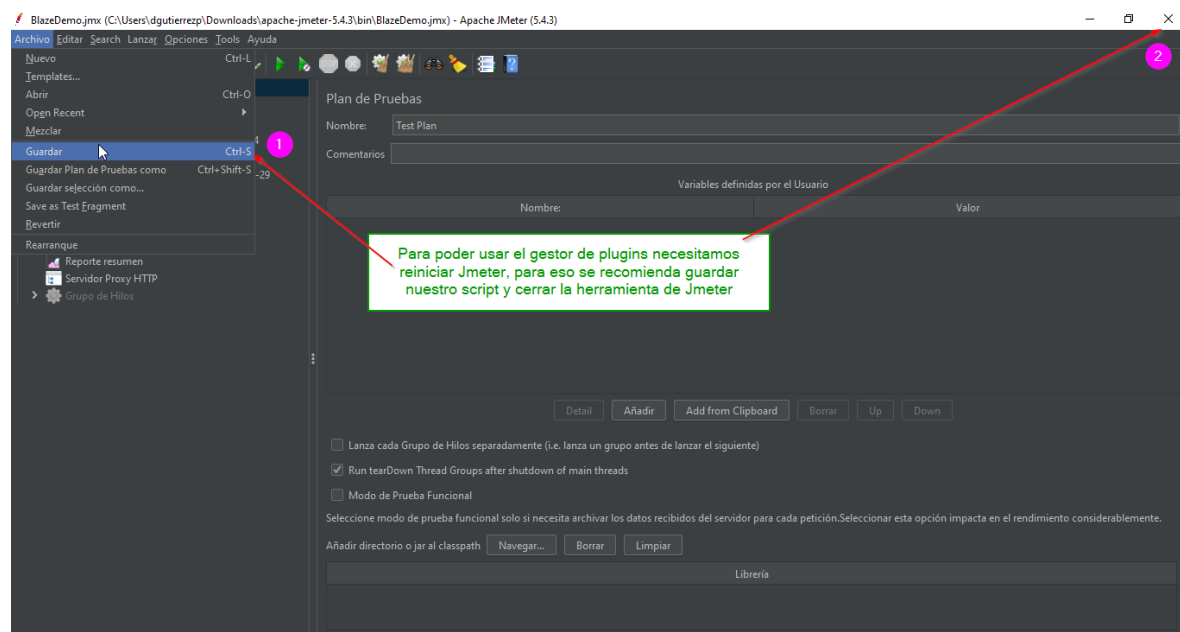 BlazeDemo.jmx (C:\Users\dgutierrezp\Downloads\apache-jmeter-5.4.3\bin\BlazeDemo.jmx) - Apache JMeter (5.4.3)
Archivo Editar Search Lanzar Opciones Tools Ayuda
Nuevo Ctrl-L
Templates...
Abrir Ctrl-O
Open Recent
Mezclar
Guardar Ctrl-S
Guardar Plan de Pruebas como Ctrl+Shift-S
Guardar selección como...
Save as Test Fragment
Revertir
Rearranque
4
-29
1
2
Reporte resumen
Servidor Proxy HTTP
Grupo de Hilos
Plan de Pruebas
Nombre: Test Plan
Comentarios
Variables definidas por el Usuario
Nombre: Valor
Para poder usar el gestor de plugins necesitamos
reiniciar Jmeter, para eso se recomienda guardar
nuestro script y cerrar la herramienta de Jmeter
Detail Añadir Add from Clipboard Borrar Up Down
Lanza cada Grupo de Hilos separadamente (i.e. lanza un grupo antes de lanzar el siguiente)
Run tearDown Thread Groups after shutdown of main threads
Modo de Prueba Funcional
Seleccione modo de prueba funcional solo si necesita archivar los datos recibidos del servidor para cada petición.Seleccionar esta opción impacta en el rendimiento considerablemente.
Añadir directorio o jar al classpath Navegar... Borrar Limpiar
Librería